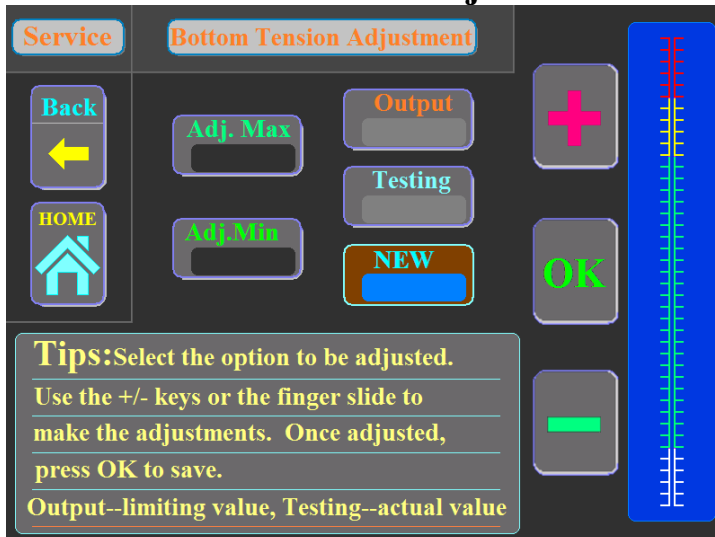 Service
Bottom Tension Adjustment
Back
HOME
Adj. Max
Adj.Min
Output
Testing
NEW
OK
Tips:Select the option to be adjusted.
Use the +/- keys or the finger slide to
make the adjustments. Once adjusted,
press OK to save.
Output--limiting value, Testing--actual value